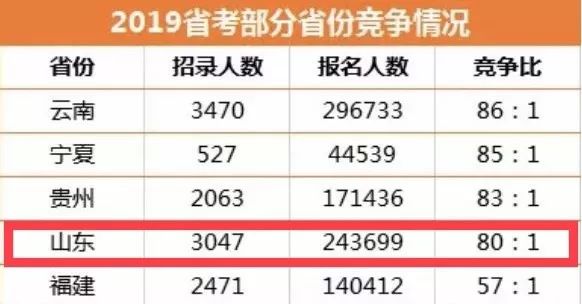 2019省考部分省份竞争情况
省份 招录人数 报名人数 竞争比
云南 3470 296733 86：1
宁夏 527 44539 85：1
贵州 2063 171436 83：1
山东 3047 243699 80：1
福建 2471 140412 57：1